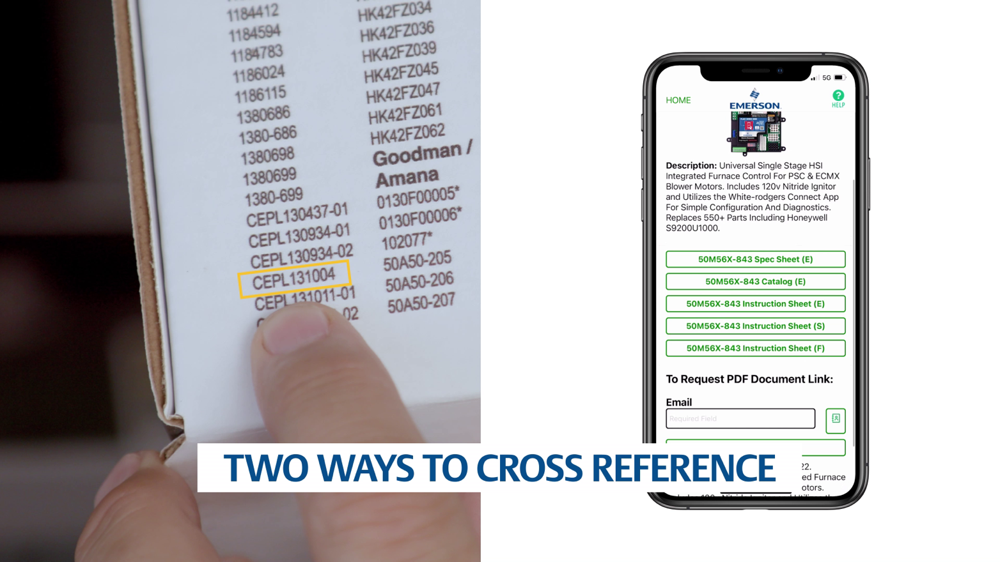 1184412
1184594
1184783
1186024
1186115
1380686
1380-686
1380698
1380699
1380-699
CEPL130437-01
CEPL130934-01
CEPL130934-02
CEPL131004
CEPL131011-01
02
HK42FZ034
HK42FZ036
HK42FZ039
HK42FZ045
HK42FZ047
HK42FZ061
HK42FZ062
Goodman /
Amana
0130F00005*
0130F00006*
102077*
50A50-205
50A50-206
50A50-207
5G
HOME
EMERSON
HELP
Description: Universal Single Stage HSI
Integrated Furnace Control For PSC & ECMX
Blower Motors. Includes 120v Nitride Ignitor
and Utilizes the White-rodgers Connect App
For Simple Configuration And Diagnostics.
Replaces 550+ Parts Including Honeywell
S9200U1000.
50M56X-843 Spec Sheet (E)
50M56X-843 Catalog (E)
50M56X-843 Instruction Sheet (E)
50M56X-843 Instruction Sheet (S)
50M56X-843 Instruction Sheet (F)
To Request PDF Document Link:
Email
Required Field
22.
ed Furnace
otors.
TWO WAYS TO CROSS REFERENCE